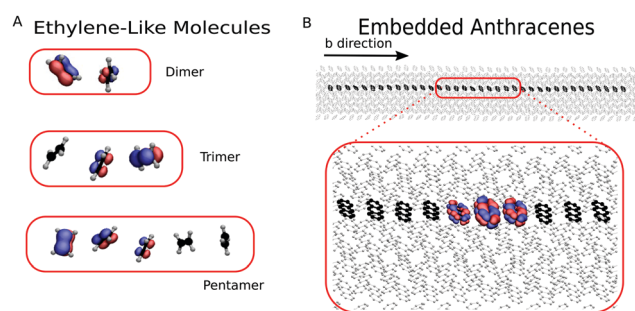 A
Ethylene-Like Molecules
Dimer
Trimer
Pentamer
B
Embedded Anthracenes
b direction